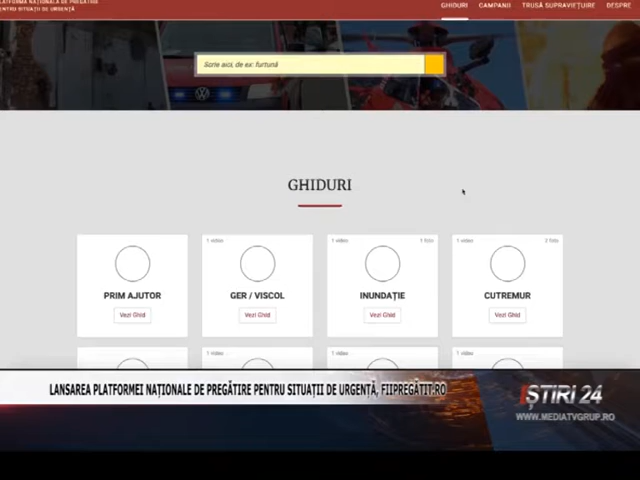 PLATFORMA NAȚIONALĂ DE PREGĂTIRE
PENTRU SITUAȚII DE URGENȚĂ
GHIDURI
CAMPANII
TRUSĂ SUPRAVIEȚUIRE
DESPRE
Scrie aici, de ex: furtună
GHIDURI
PRIM AJUTOR
Vezi Ghid
1 video
GER / VISCOL
Vezi Ghid
1 video
INUNDAȚIE
Vezi Ghid
1 video
CUTREMUR
Vezi Ghid
1 video
1 video
LANSAREA PLATFORMEI NAȚIONALE DE PREGĂTIRE PENTRU SITUAȚII DE URGENȚĂ, FIIPREGĂTIT.RO
ȘTIRI 24
WWW.MEDIATVGRUP.RO